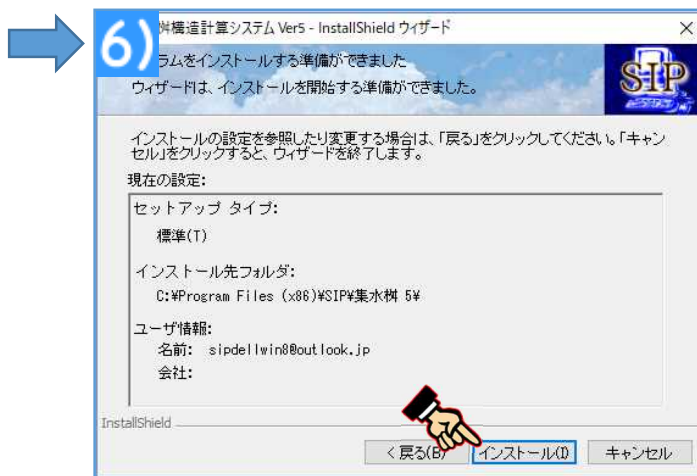 6)
桝構造計算システム Ver5 - InstallShield ウィザード
ラムをインストールする準備ができました
ウィザードは、インストールを開始する準備ができました。
SIP
インストールの設定を参照したり変更する場合は、「戻る」をクリックしてください。「キャン
セル」をクリックすると、ウィザードを終了します。
現在の設定:
セットアップ タイプ:
標準(T)
インストール先フォルダ:
C:¥Program Files (x86)¥SIP¥集水桝 5¥
ユーザ情報:
名前: sipdellwin8@outlook.jp
会社:
InstallShield
< 戻る(B) インストール(I) キャンセル